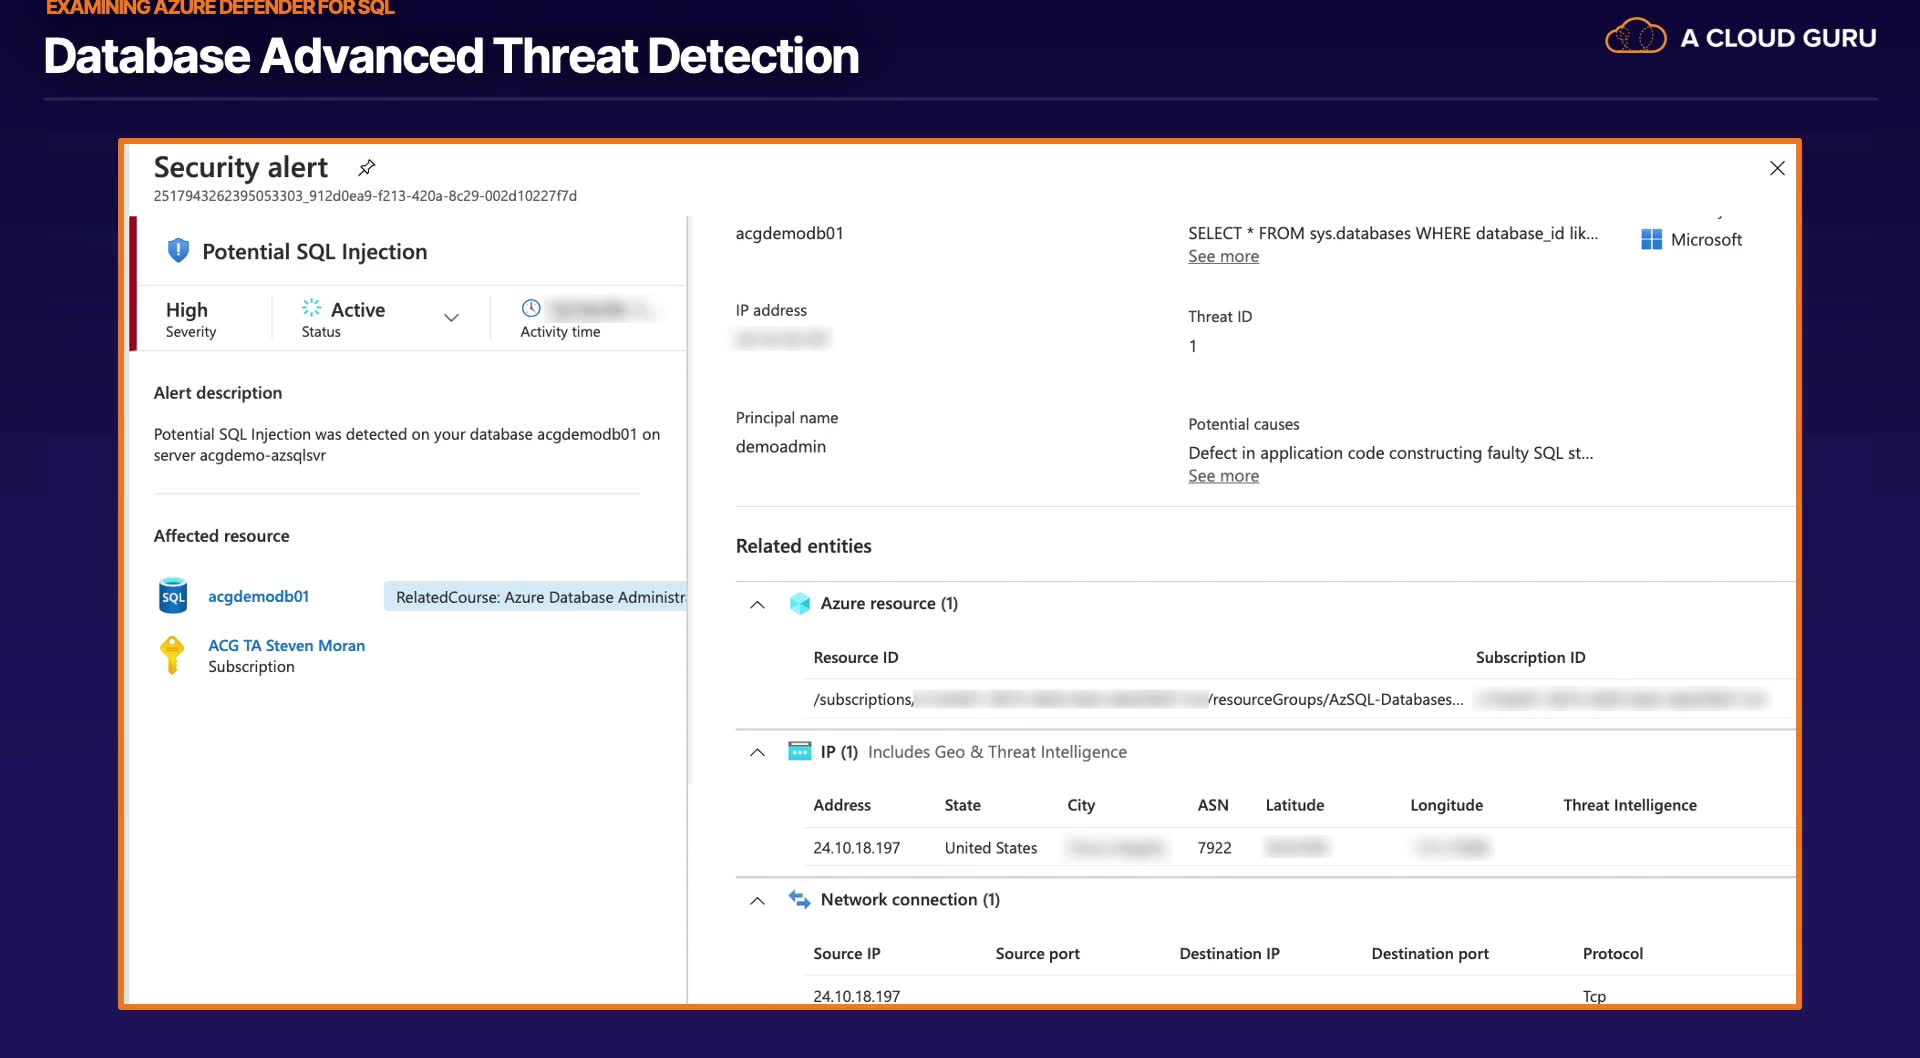 EXAMINING AZURE DEFENDER FOR SQL
Database Advanced Threat Detection
A CLOUD GURU
Security alert
2517943262395053303_912d0ea9-f213-420a-8c29-002d10227f7d
Potential SQL Injection
High
Severity
Active
Status
Activity time
Alert description
Potential SQL Injection was detected on your database acgdemodb01 on
server acgdemo-azsqlsvr
Affected resource
SQL
acgdemodb01
RelatedCourse: Azure Database Administr
ACG TA Steven Moran
Subscription
acgdemodb01
SELECT * FROM sys.databases WHERE database_id lik...
See more
Microsoft
IP address
Threat ID
1
Principal name
demoadmin
Potential causes
Defect in application code constructing faulty SQL st...
See more
Related entities
Azure resource (1)
Resource ID Subscription ID
/subscriptions/ /resourceGroups/AzSQL-Databases...
IP (1) Includes Geo & Threat Intelligence
Address State City ASN Latitude Longitude Threat Intelligence
24.10.18.197 United States 7922
Network connection (1)
Source IP Source port Destination IP Destination port Protocol
24.10.18.197 Tcp